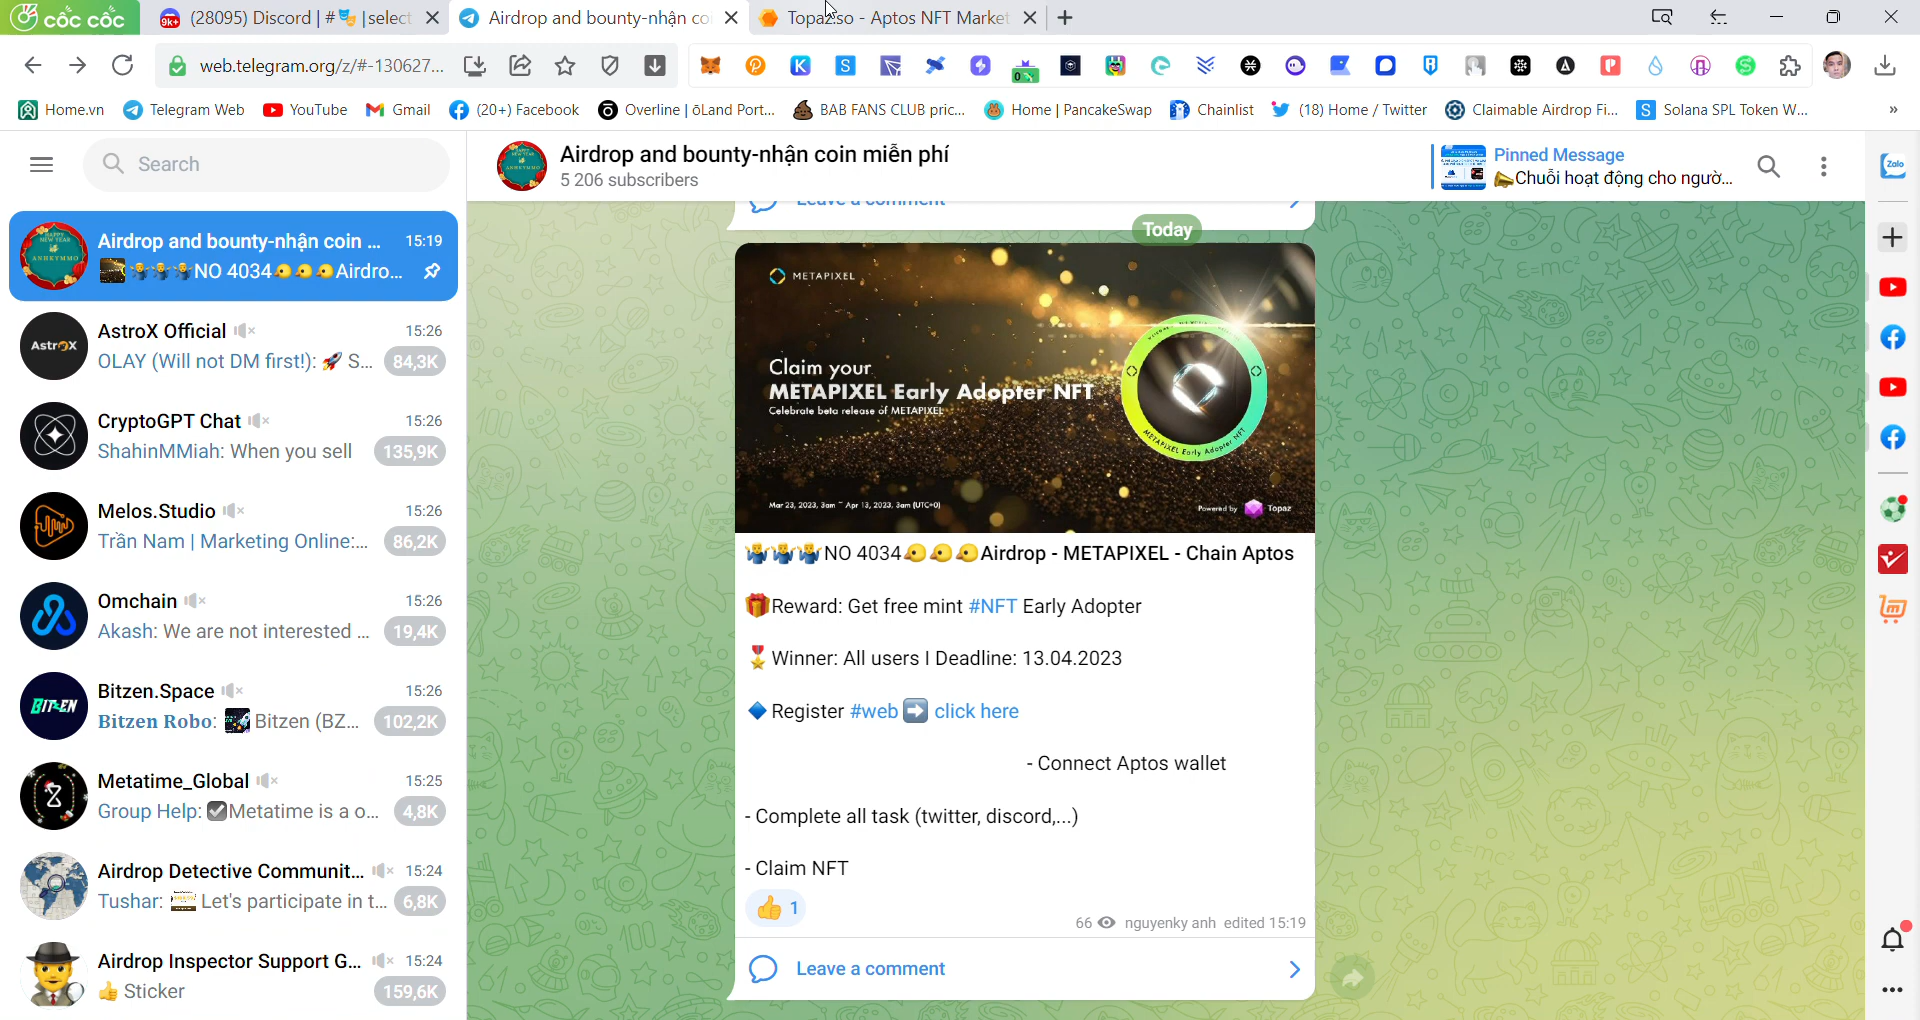 cốc cốc
(28095) Discord | #🎭 | select
Airdrop and bounty-nhận co
Topaz.so - Aptos NFT Market
web.telegram.org/z/#-130627...
Home.vn
Telegram Web
YouTube
Gmail
(20+) Facebook
Overline | ōLand Port...
BAB FANS CLUB pric...
Home | PancakeSwap
Chainlist
(18) Home / Twitter
Claimable Airdrop Fi...
Solana SPL Token W...
»
Search
Airdrop and bounty-nhận coin ... 15:19
🤷‍♂️🤷‍♂️🤷‍♂️NO 4034🐤🐤🐤Airdro...
AstroX
AstroX Official 15:26
OLAY (Will not DM first!): 🚀 S... 84,3K
CryptoGPT Chat 15:26
ShahinMMiah: When you sell 135,9K
Melos.Studio 15:26
Trần Nam | Marketing Online:... 86,2K
Omchain 15:26
Akash: We are not interested ... 19,4K
Bitzen.Space 15:26
Bitzen Robo: Bitzen (BZ... 102,2K
Metatime_Global 15:25
Group Help: ☑️Metatime is a o... 4,8K
Airdrop Detective Communit... 15:24
Tushar: Let's participate in t... 6,8K
Airdrop Inspector Support G... 15:24
👍 Sticker 159,6K
Airdrop and bounty-nhận coin miễn phí
5 206 subscribers
Pinned Message
📣Chuỗi hoạt động cho ngườ...
Leave a comment
Today
METAPIXEL
Claim your
METAPIXEL Early Adopter NFT
Celebrate beta release of METAPIXEL
METAPIXEL Early Adopter NFT
Mar 23, 2023, 3am ~ Apr 13, 2023, 3am (UTC+0)
Powered by Topaz
🤷‍♂️🤷‍♂️🤷‍♂️NO 4034🐤🐤🐤Airdrop - METAPIXEL - Chain Aptos
🎁Reward: Get free mint #NFT Early Adopter
🎖Winner: All users I Deadline: 13.04.2023
🔷Register #web➡️ click here
- Connect Aptos wallet
- Complete all task (twitter, discord,...)
- Claim NFT
👍 1
66 nguyenky anh edited 15:19
Leave a comment
Zalo